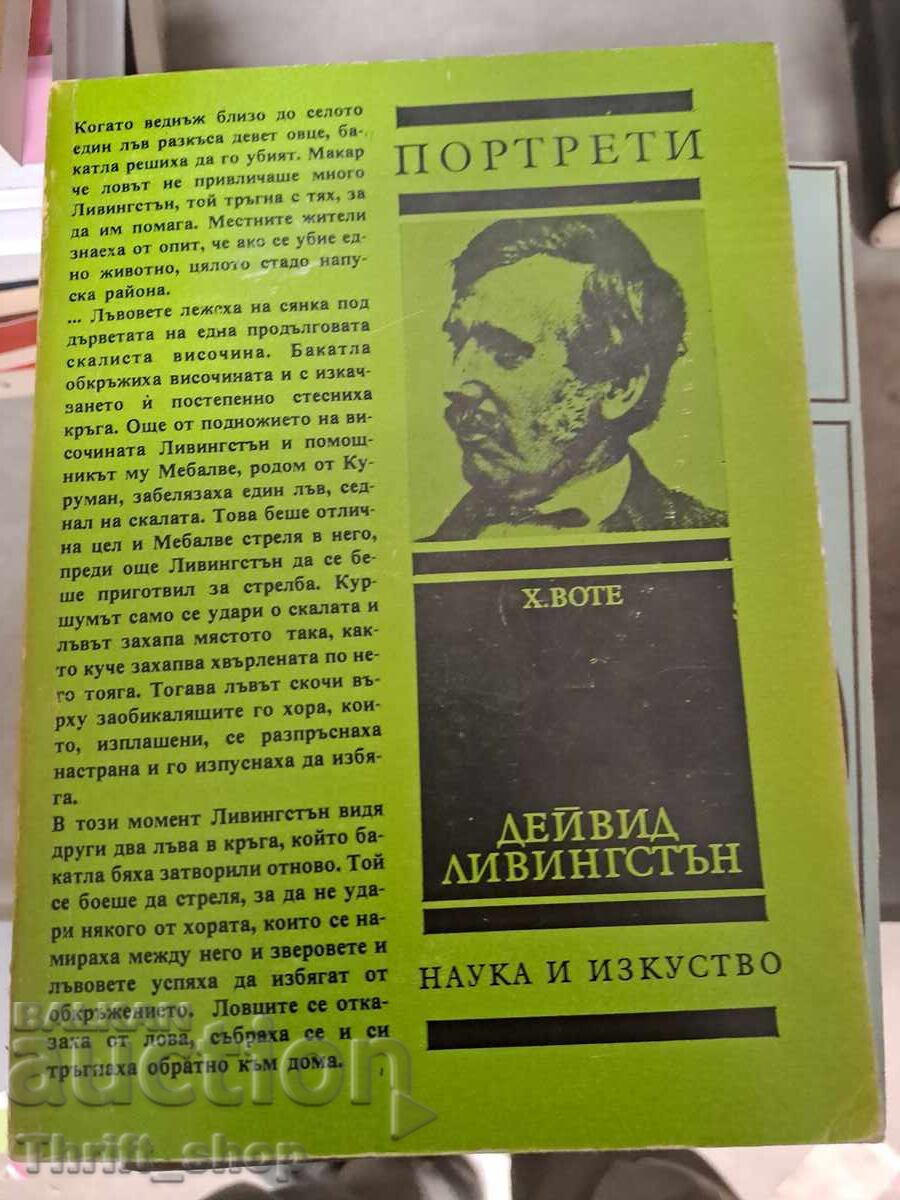 Когато веднъж близо до селото
един лъв разкъса девет овце, ба-
катла решиха да го убият. Макар
че ловът не привличаше много
Ливингстън, той тръгна с тях, за
да им помага. Местните жители
знаеха от опит, че ако се убие ед-
но животно, цялото стадо напу-
ска района.
... Лъвовете лежаха на сянка под
дърветата на една продълговата
скалиста височина. Бакатла
обкръжиха височината и с изкач-
ването ѝ постепенно стесниха
кръга. Още от подножието на ви-
сочината Ливингстън и помощ-
никът му Мебалве, родом от Ку-
руман, забелязаха един лъв, сед-
нал на скалата. Това беше отлич-
на цел и Мебалве стреля в него,
преди още Ливингстън да се бе-
ше приготвил за стрелба. Кур-
шумът само се удари о скалата и
лъвът захапа мястото така, как-
то куче захапва хвърлената по не-
го тояга. Тогава лъвът скочи вър-
ху заобикалящите го хора, кои-
то, изплашени, се разпръснаха
настрана и го изпуснаха да избя-
га.
В този момент Ливингстън видя
други два лъва в кръга, който ба-
катла бяха затворили отново. Той
се боеше да стреля, за да не уда-
ри някого от хората, които се на-
мираха между него и зверовете и
лъвовете успяха да избягат от
обкръжението. Ловците се отка-
заха от лова, събраха се и си
тръгнаха обратно към дома.
ПОРТРЕТИ
Х.ВОТЕ
ДЕЙВИД
ЛИВИНГСТЪН
НАУКА И ИЗКУСТВО
BALKAN
auction
Thrift_shop